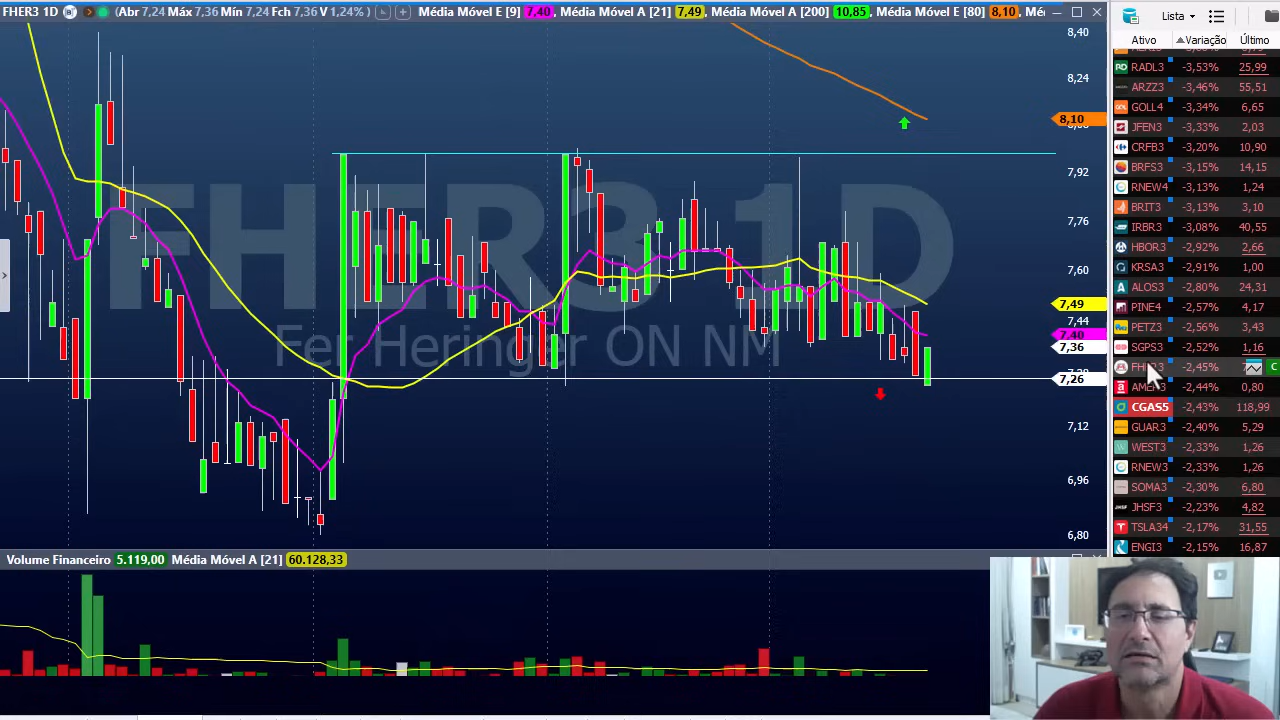 FHER3 1D (Abr 7,24 Máx 7,36 Mín 7,24 Fch 7,36 V 1,24% ) Média Móvel E [9] 7,40 , Média Móvel A [21] 7,49 , Média Móvel A [200] 10,85 , Média Móvel E [80] 8,10
8,40
8,24
8,10
7,92
7,76
7,60
7,49
7,44
7,40
7,36
7,26
7,12
6,96
6,80
FHER3 1D
Fer Heringer ON NM
Volume Financeiro 5.119,00 Média Móvel A [21] 60.128,33
Lista
Ativo Variação Último
RADL3 -3,53% 25,99
ARZZ3 -3,46% 55,51
GOLL4 -3,34% 6,65
JFEN3 -3,33% 2,03
CRFB3 -3,20% 10,90
BRFS3 -3,15% 14,15
RNEW4 -3,13% 1,24
BRIT3 -3,13% 3,10
IRBR3 -3,08% 40,55
HBOR3 -2,92% 2,66
KRSA3 -2,91% 1,00
ALOS3 -2,80% 24,31
PINE4 -2,57% 4,17
PETZ3 -2,56% 3,43
SGPS3 -2,52% 1,16
-2,45% C
AMER3 -2,44% 0,80
CGAS5 -2,43% 118,99
GUAR3 -2,40% 5,29
WEST3 -2,33% 1,26
RNEW3 -2,33% 1,26
SOMA3 -2,30% 6,80
JHSF3 -2,23% 4,82
TSLA34 -2,17% 31,55
ENGI3 -2,15% 16,87